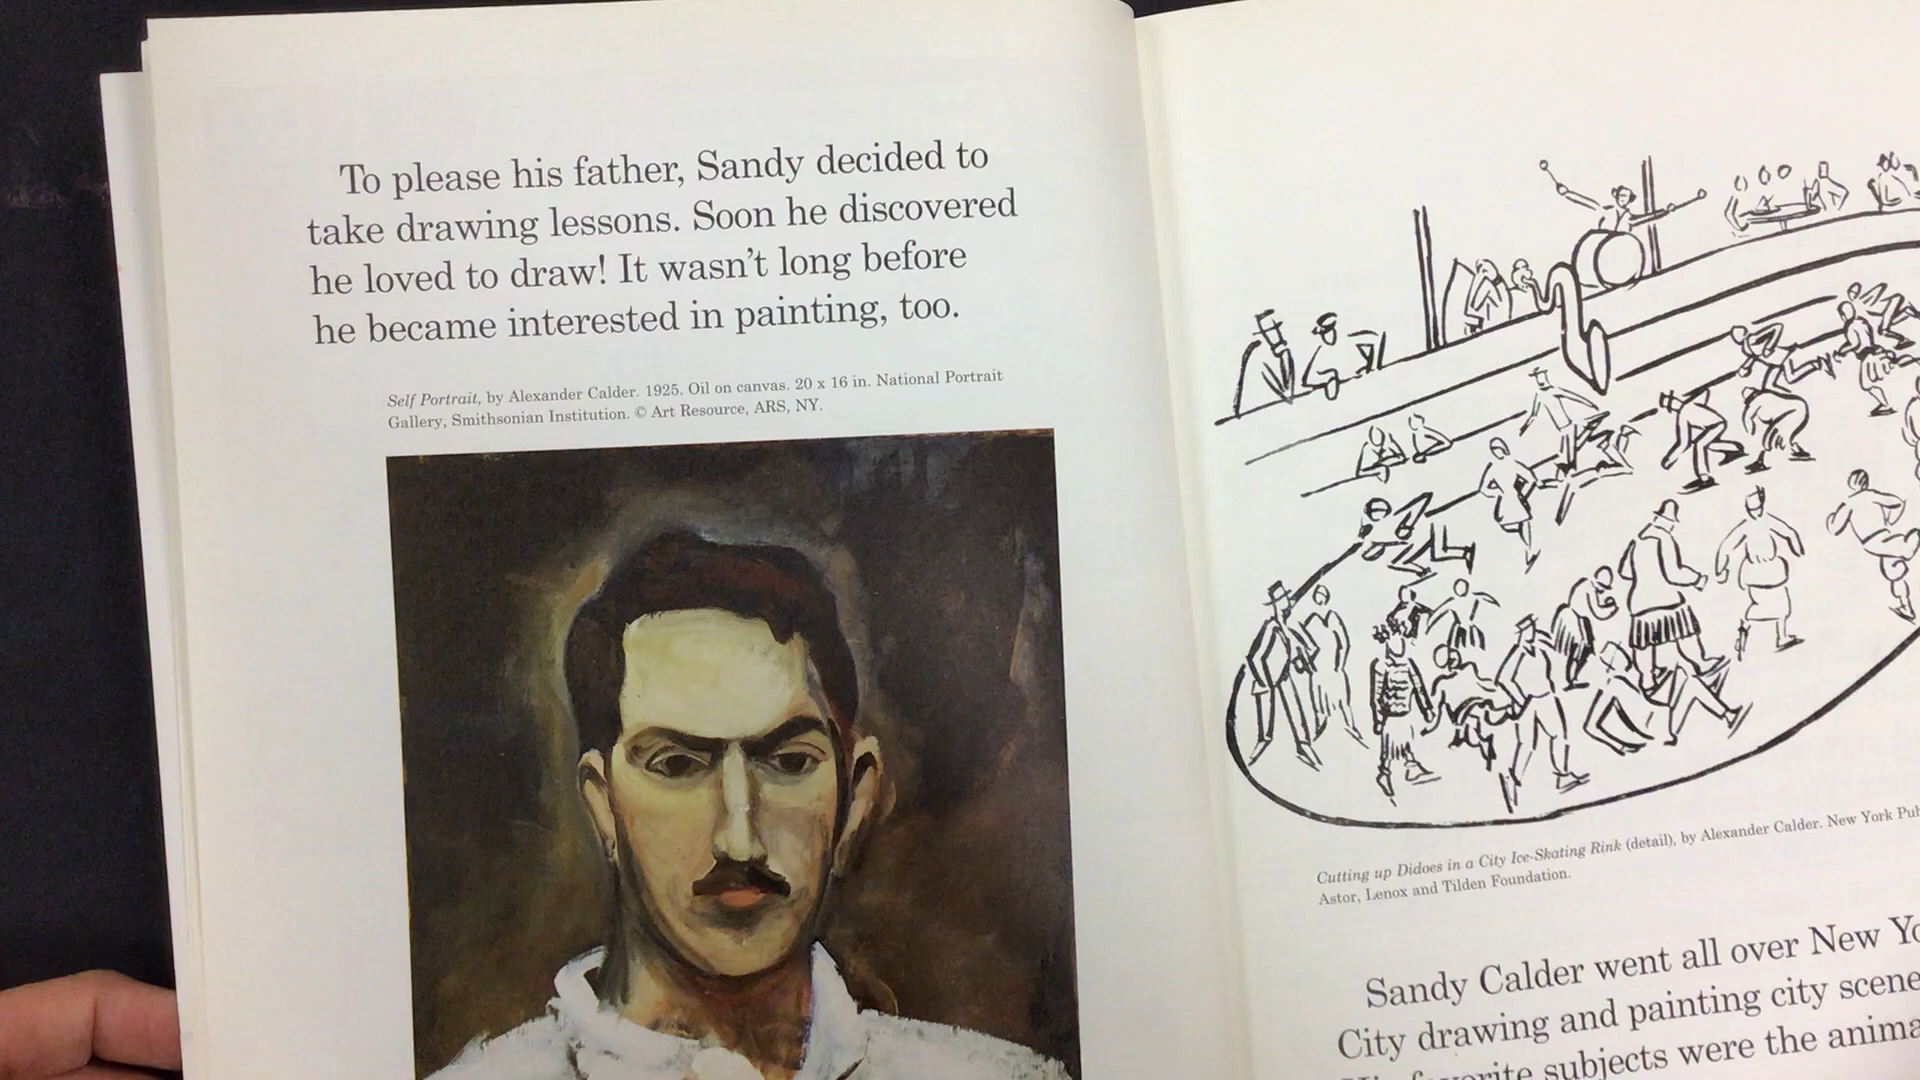 To please his father, Sandy decided to
take drawing lessons. Soon he discovered
he loved to draw! It wasn't long before
he became interested in painting, too.
Self Portrait, by Alexander Calder. 1925. Oil on canvas. 20 x 16 in. National Portrait
Gallery, Smithsonian Institution. © Art Resource, ARS, NY.
Cutting up Didoes in a City Ice-Skating Rink (detail), by Alexander Calder. New York
Astor, Lenox and Tilden Foundation.
Sandy Calder went all over New
City drawing and painting city
subjects were the